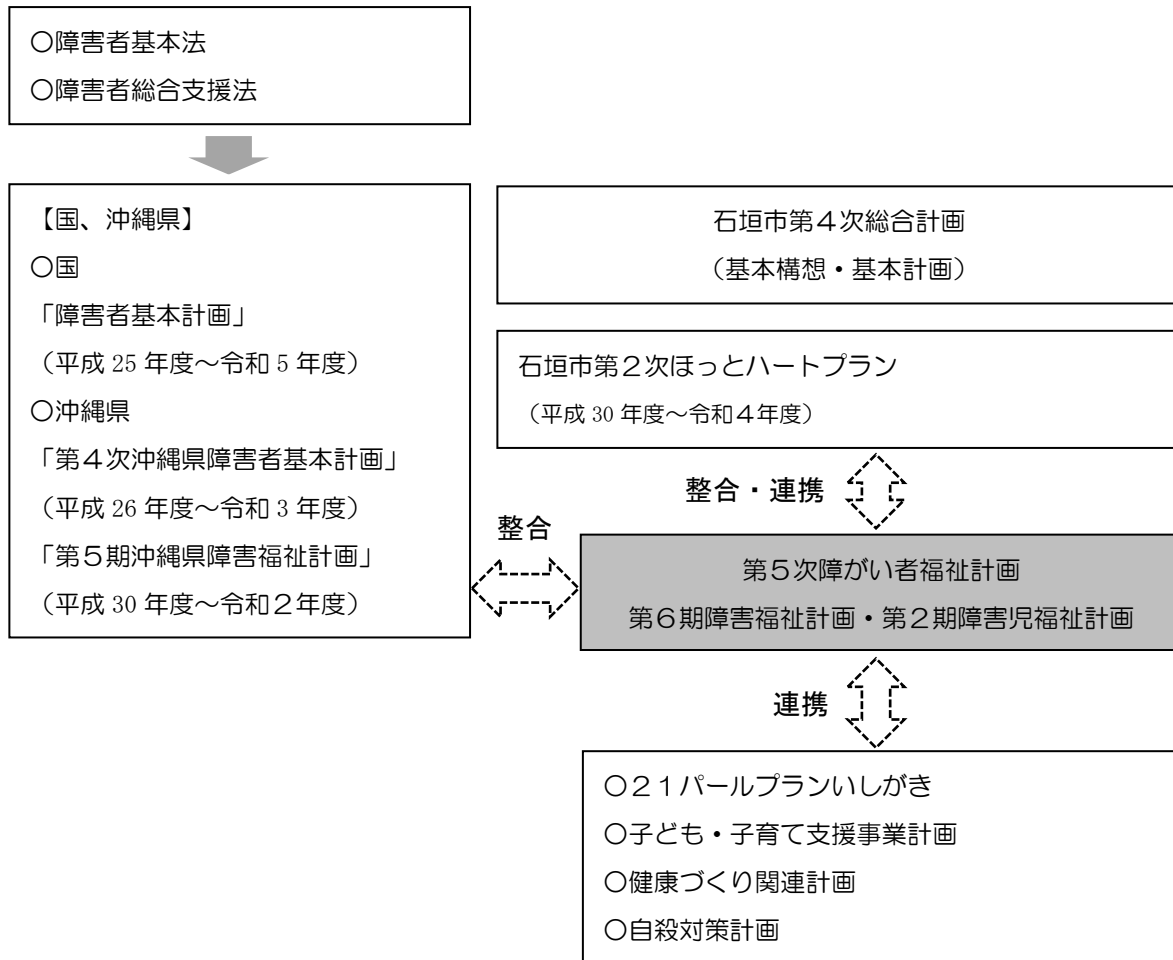 〇障害者基本法
〇障害者総合支援法
【国、沖縄県】
〇国
「障害者基本計画」
（平成 25 年度～令和 5 年度）
〇沖縄県
「第４次沖縄県障害者基本計画」
（平成 26 年度～令和 3 年度）
「第５期沖縄県障害福祉計画」
（平成 30 年度～令和２年度）
石垣市第４次総合計画
（基本構想・基本計画）
石垣市第２次ほっとハートプラン
（平成 30 年度～令和４年度）
整合・連携
整合
第５次障がい者福祉計画
第６期障害福祉計画・第２期障害児福祉計画
連携
〇２１パールプランいしがき
〇子ども・子育て支援事業計画
〇健康づくり関連計画
〇自殺対策計画